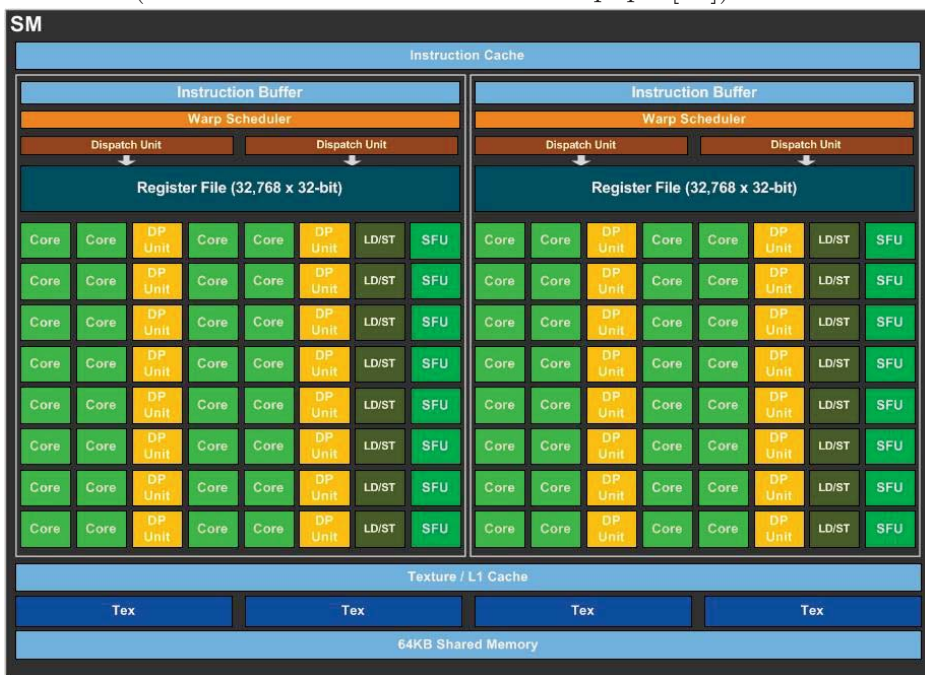 SM
Instruction Cache
Instruction Buffer Instruction Buffer
Warp Scheduler Warp Scheduler
Dispatch Unit Dispatch Unit Dispatch Unit Dispatch Unit
Register File (32,768 x 32-bit) Register File (32,768 x 32-bit)
Core Core DP Unit Core Core DP Unit LD/ST SFU Core Core DP Unit Core Core DP Unit LD/ST SFU
Core Core DP Unit Core Core DP Unit LD/ST SFU Core Core DP Unit Core Core DP Unit LD/ST SFU
Core Core DP Unit Core Core DP Unit LD/ST SFU Core Core DP Unit Core Core DP Unit LD/ST SFU
Core Core DP Unit Core Core DP Unit LD/ST SFU Core Core DP Unit Core Core DP Unit LD/ST SFU
Core Core DP Unit Core Core DP Unit LD/ST SFU Core Core DP Unit Core Core DP Unit LD/ST SFU
Core Core DP Unit Core Core DP Unit LD/ST SFU Core Core DP Unit Core Core DP Unit LD/ST SFU
Core Core DP Unit Core Core DP Unit LD/ST SFU Core Core DP Unit Core Core DP Unit LD/ST SFU
Core Core DP Unit Core Core DP Unit LD/ST SFU Core Core DP Unit Core Core DP Unit LD/ST SFU
Texture / L1 Cache
Tex Tex Tex Tex
64KB Shared Memory